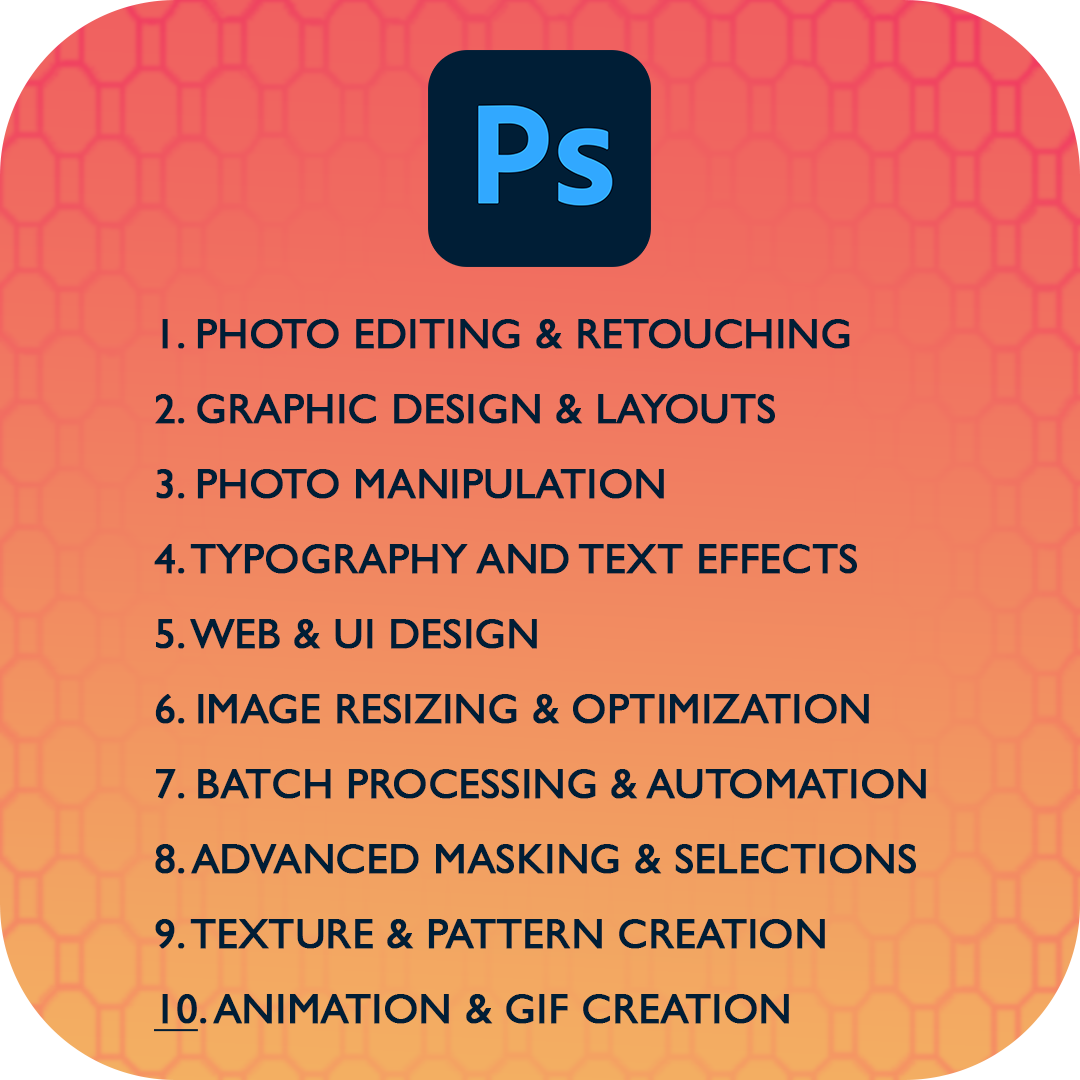 Ps
1. PHOTO EDITING & RETOUCHING
2. GRAPHIC DESIGN & LAYOUTS
3. PHOTO MANIPULATION
4. TYPOGRAPHY AND TEXT EFFECTS
5. WEB & UI DESIGN
6. IMAGE RESIZING & OPTIMIZATION
7. BATCH PROCESSING & AUTOMATION
8. ADVANCED MASKING & SELECTIONS
9. TEXTURE & PATTERN CREATION
10. ANIMATION & GIF CREATION